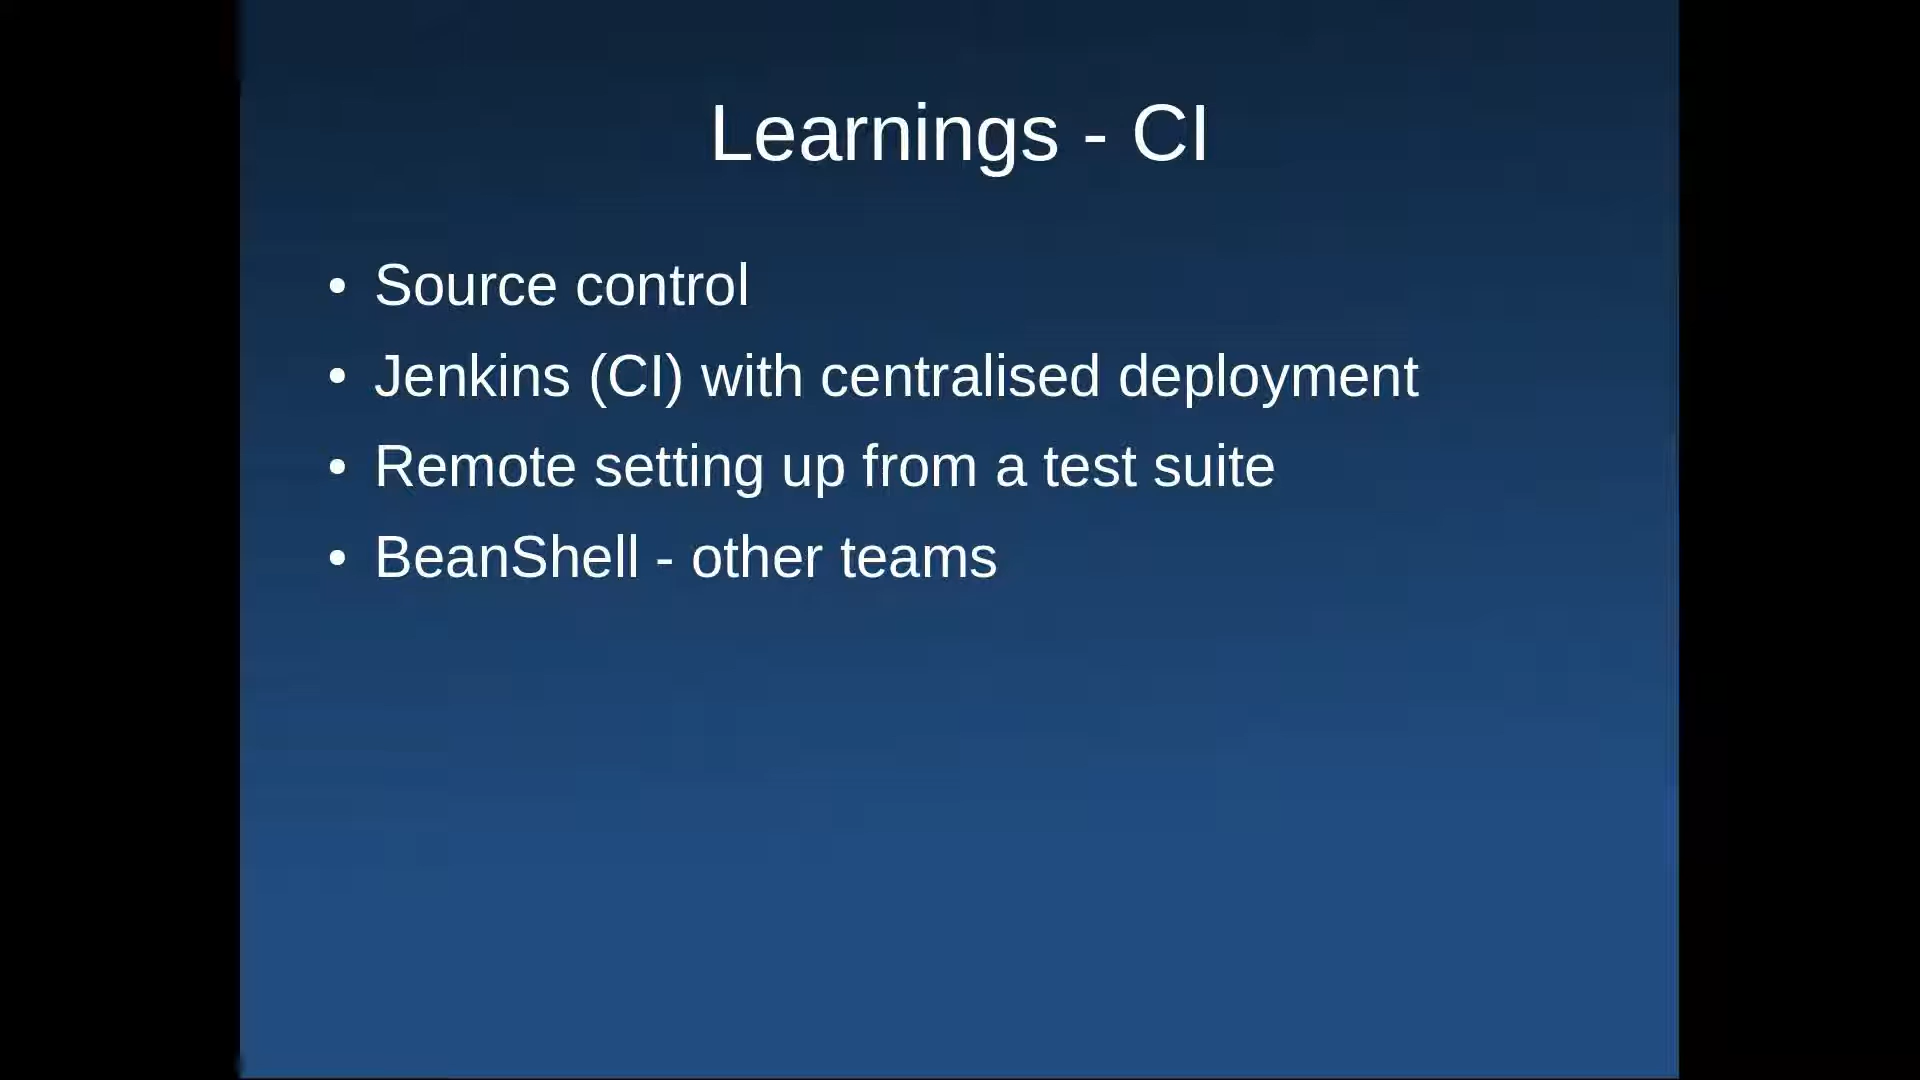 Learnings - CI
• Source control
• Jenkins (CI) with centralised deployment
• Remote setting up from a test suite
• BeanShell - other teams